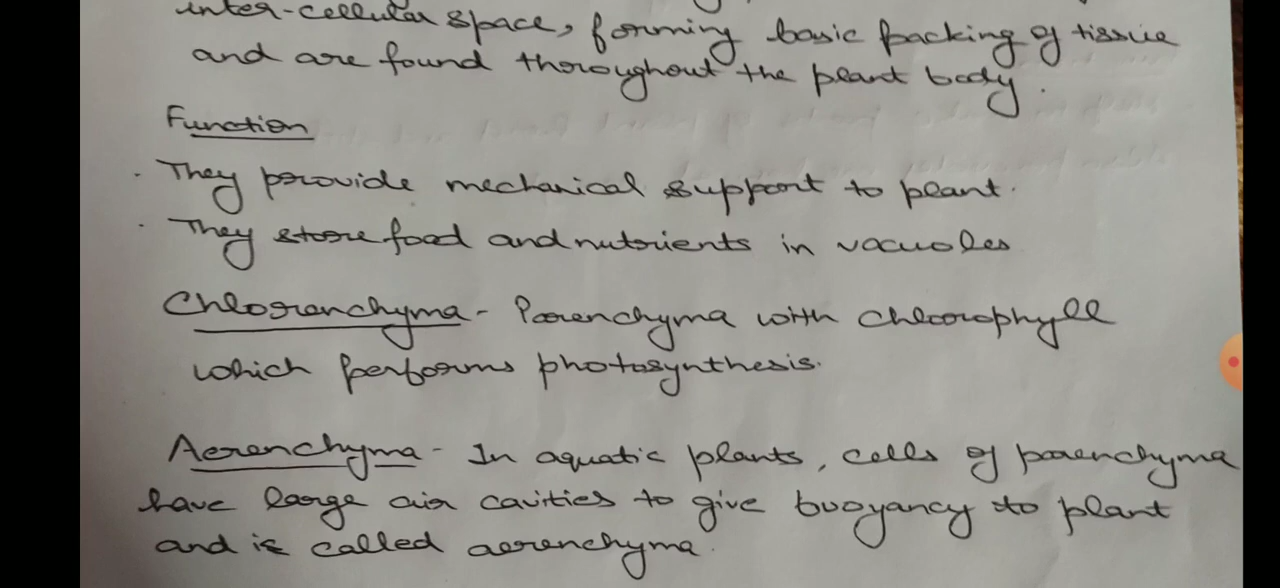 inter-cellular space, forming basic packing of tissue
and are found thoroughout the plant body.
Function
· They provide mechanical support to plant.
· They store food and nutrients in vacuoles
Chlorenchyma - Parenchyma with chlorophyll
which performs photosynthesis.
Aerenchyma - In aquatic plants, cells of parenchyma
have large air cavities to give buoyancy to plant
and is called aerenchyma.